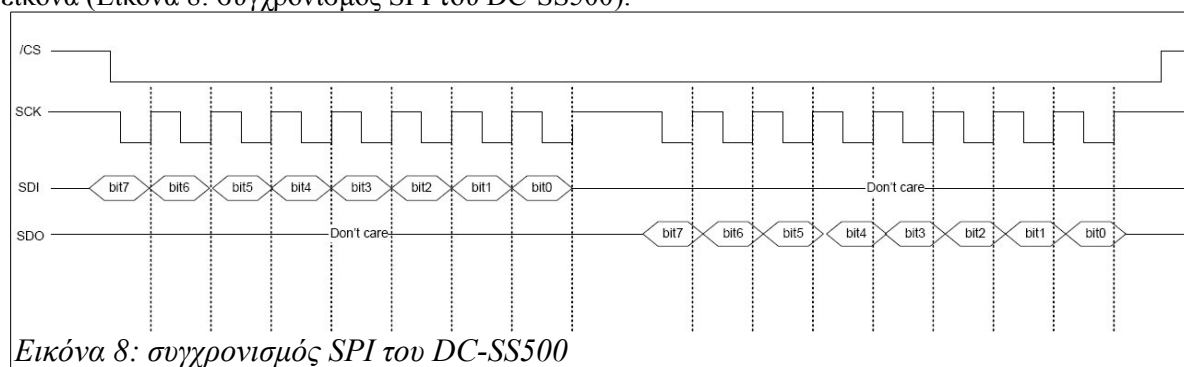 εικόνα (Εικόνα 8: συγχρονισμός SPI του DC-SS500).
/CS
SCK
SDI bit7 bit6 bit5 bit4 bit3 bit2 bit1 bit0 Don't care
SDO Don't care bit7 bit6 bit5 bit4 bit3 bit2 bit1 bit0
Εικόνα 8: συγχρονισμός SPI του DC-SS500